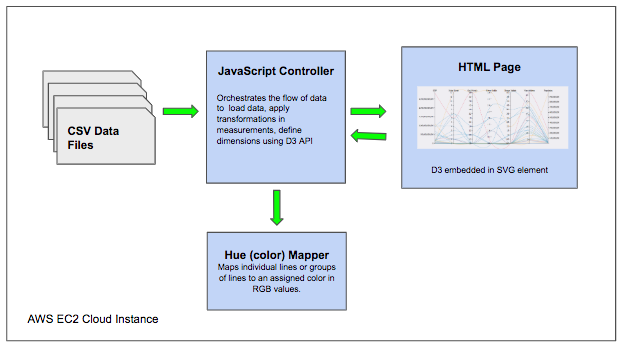 CSV Data
Files
JavaScript Controller
Orchestrates the flow of data
to load data, apply
transformations in
measurements, define
dimensions using D3 API
HTML Page
D3 embedded in SVG element
Hue (color) Mapper
Maps individual lines or groups
of lines to an assigned color in
RGB values.
AWS EC2 Cloud Instance